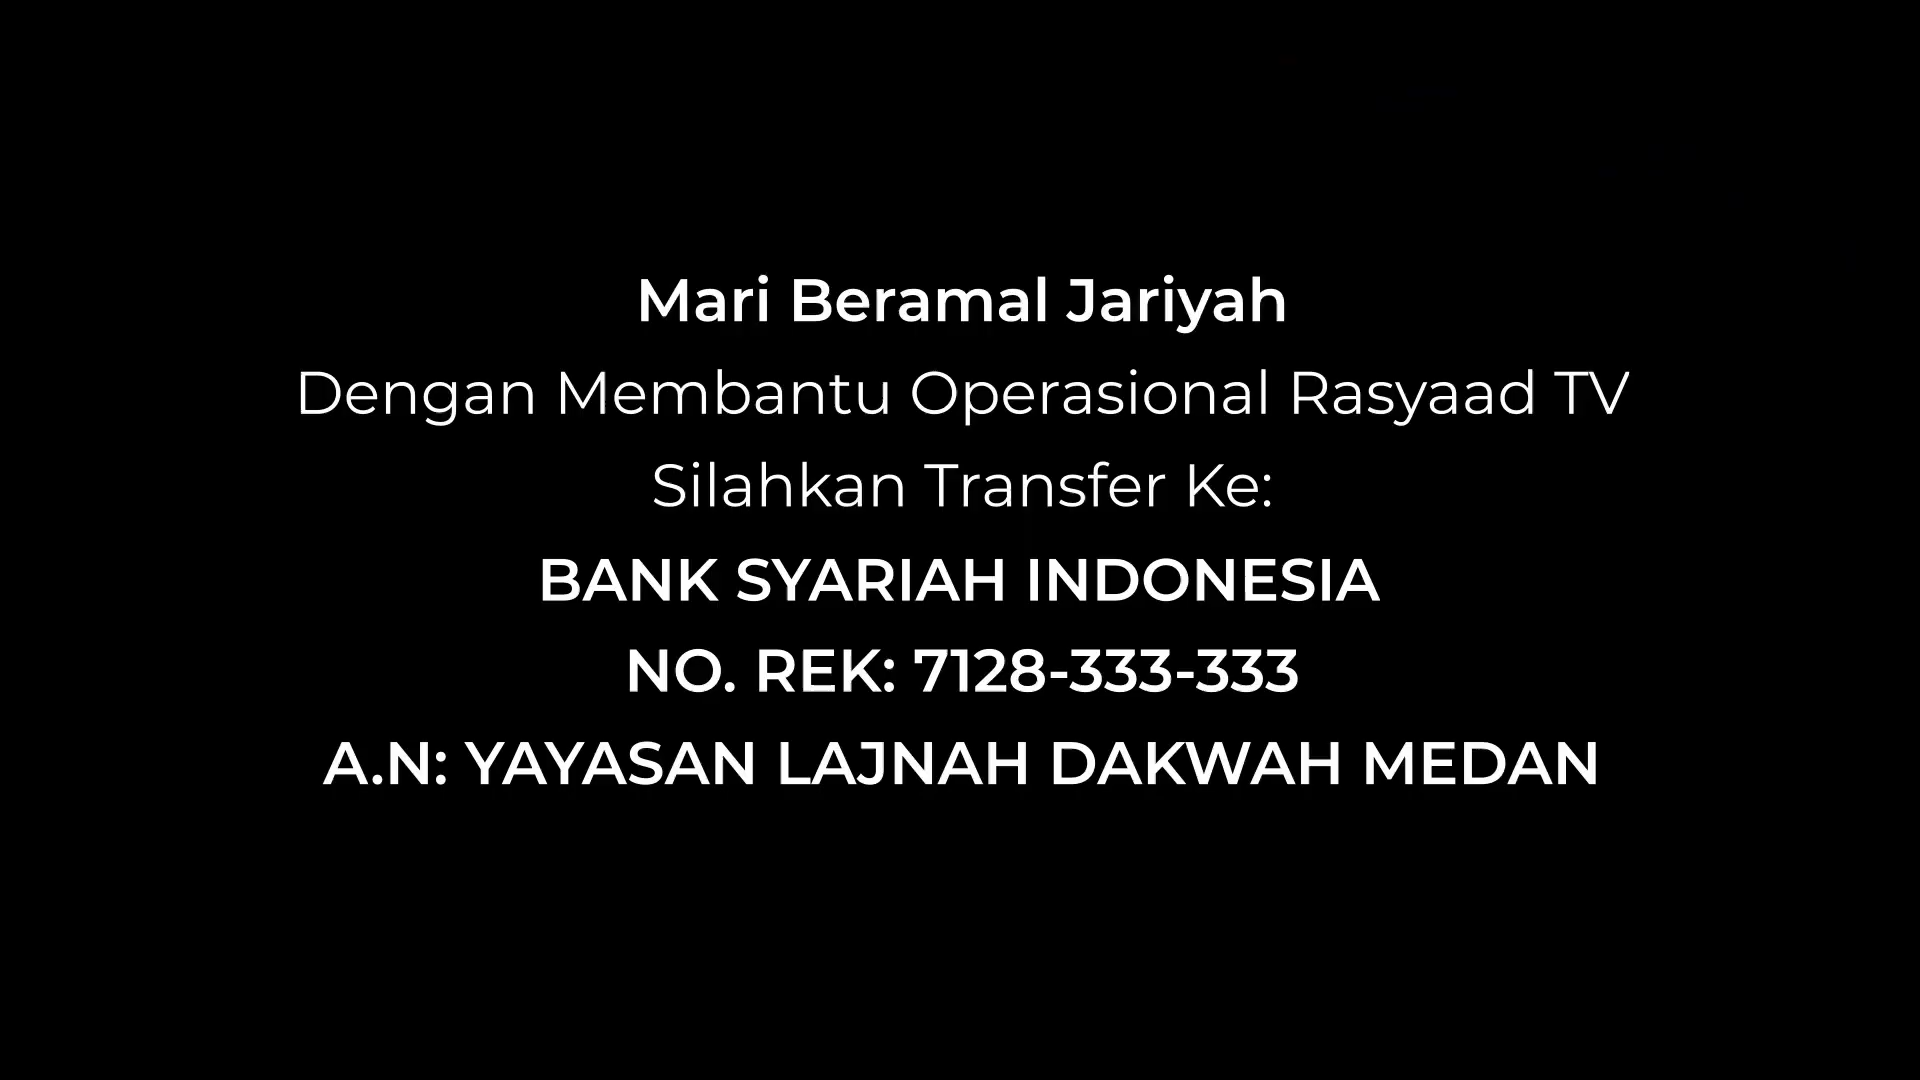 Mari Beramal Jariyah
Dengan Membantu Operasional Rasyaad TV
Silahkan Transfer Ke:
BANK SYARIAH INDONESIA
NO. REK: 7128-333-333
A.N: YAYASAN LAJNAH DAKWAH MEDAN